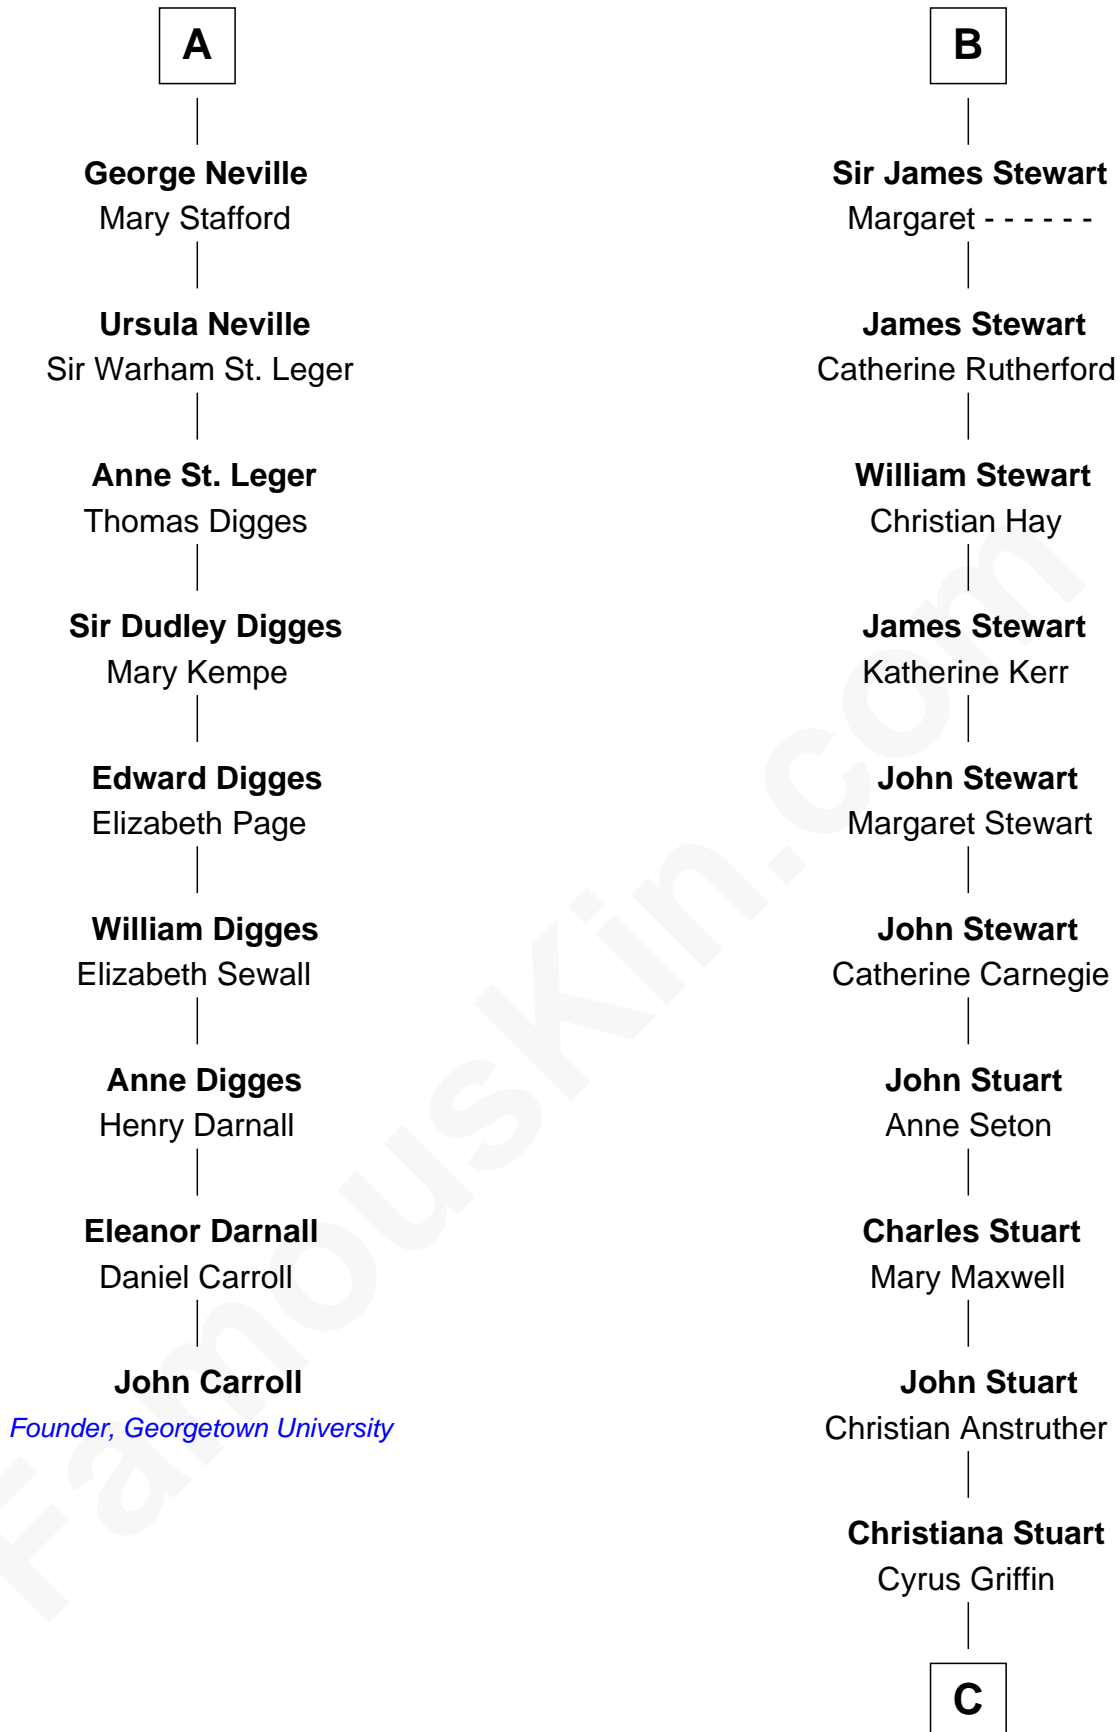 A
George Neville
Mary Stafford
Ursula Neville
Sir Warham St. Leger
Anne St. Leger
Thomas Digges
Sir Dudley Digges
Mary Kempe
Edward Digges
Elizabeth Page
William Digges
Elizabeth Sewall
Anne Digges
Henry Darnall
Eleanor Darnall
Daniel Carroll
John Carroll
Founder, Georgetown University
B
Sir James Stewart
Margaret - - - - - -
James Stewart
Catherine Rutherford
William Stewart
Christian Hay
James Stewart
Katherine Kerr
John Stewart
Margaret Stewart
John Stewart
Catherine Carnegie
John Stuart
Anne Seton
Charles Stuart
Mary Maxwell
John Stuart
Christian Anstruther
Christiana Stuart
Cyrus Griffin
C
FamousKin.com